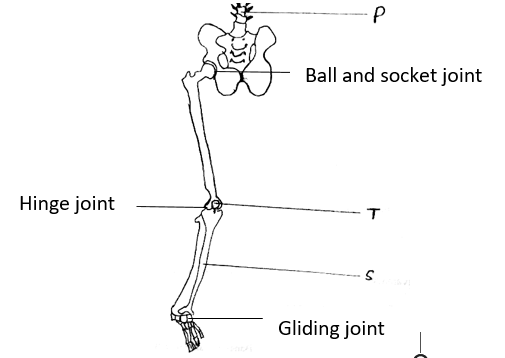 P
Ball and socket joint
Hinge joint
T
S
Gliding joint